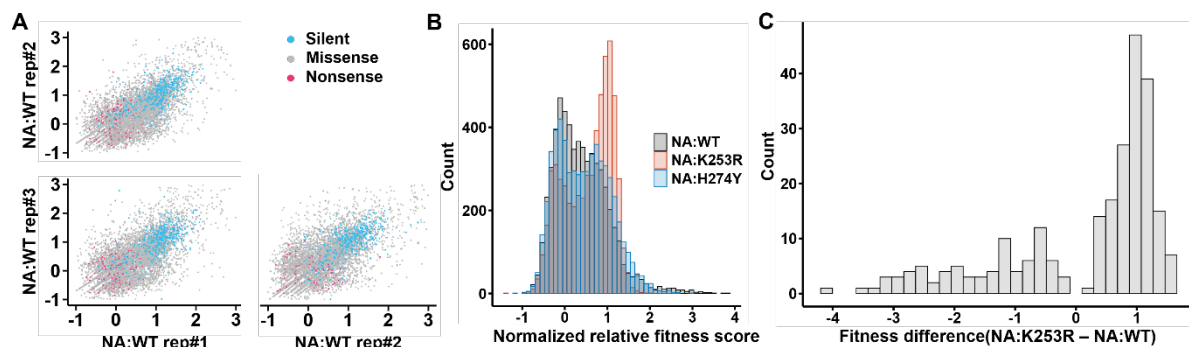 A
NA:WT rep#2
3
2
1
0
-1
Silent
Missense
Nonsense
NA:WT rep#3
3
2
1
0
-1
-1 0 1 2 3
NA:WT rep#1
-1 0 1 2 3
NA:WT rep#2
B
Count
600
400
200
0
NA:WT
NA:K253R
NA:H274Y
-1 0 1 2 3 4
Normalized relative fitness score
C
Count
40
30
20
10
0
-4 -3 -2 -1 0 1
Fitness difference(NA:K253R – NA:WT)